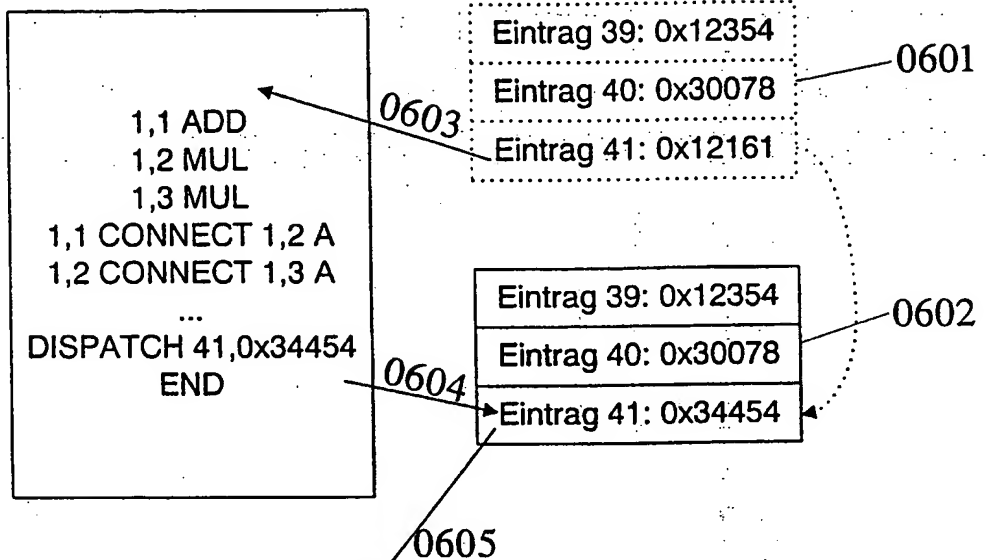 1,1 ADD
1,2 MUL
1,3 MUL
1,1 CONNECT 1,2 A
1,2 CONNECT 1,3 A
...
DISPATCH 41,0x34454
END
0603
Eintrag 39: 0x12354
Eintrag 40: 0x30078
Eintrag 41: 0x12161
0601
0604
Eintrag 39: 0x12354
Eintrag 40: 0x30078
Eintrag 41: 0x34454
0602
0605